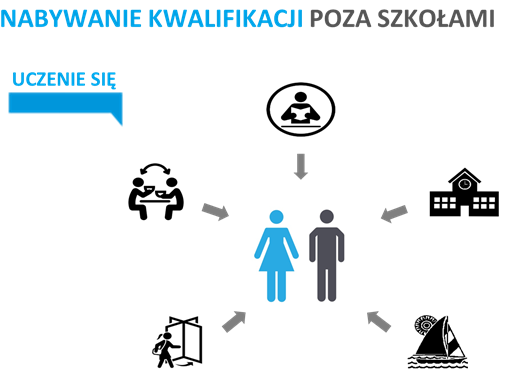 NABYWANIE KWALIFIKACJI POZA SZKOŁAMI
UCZENIE SIĘ